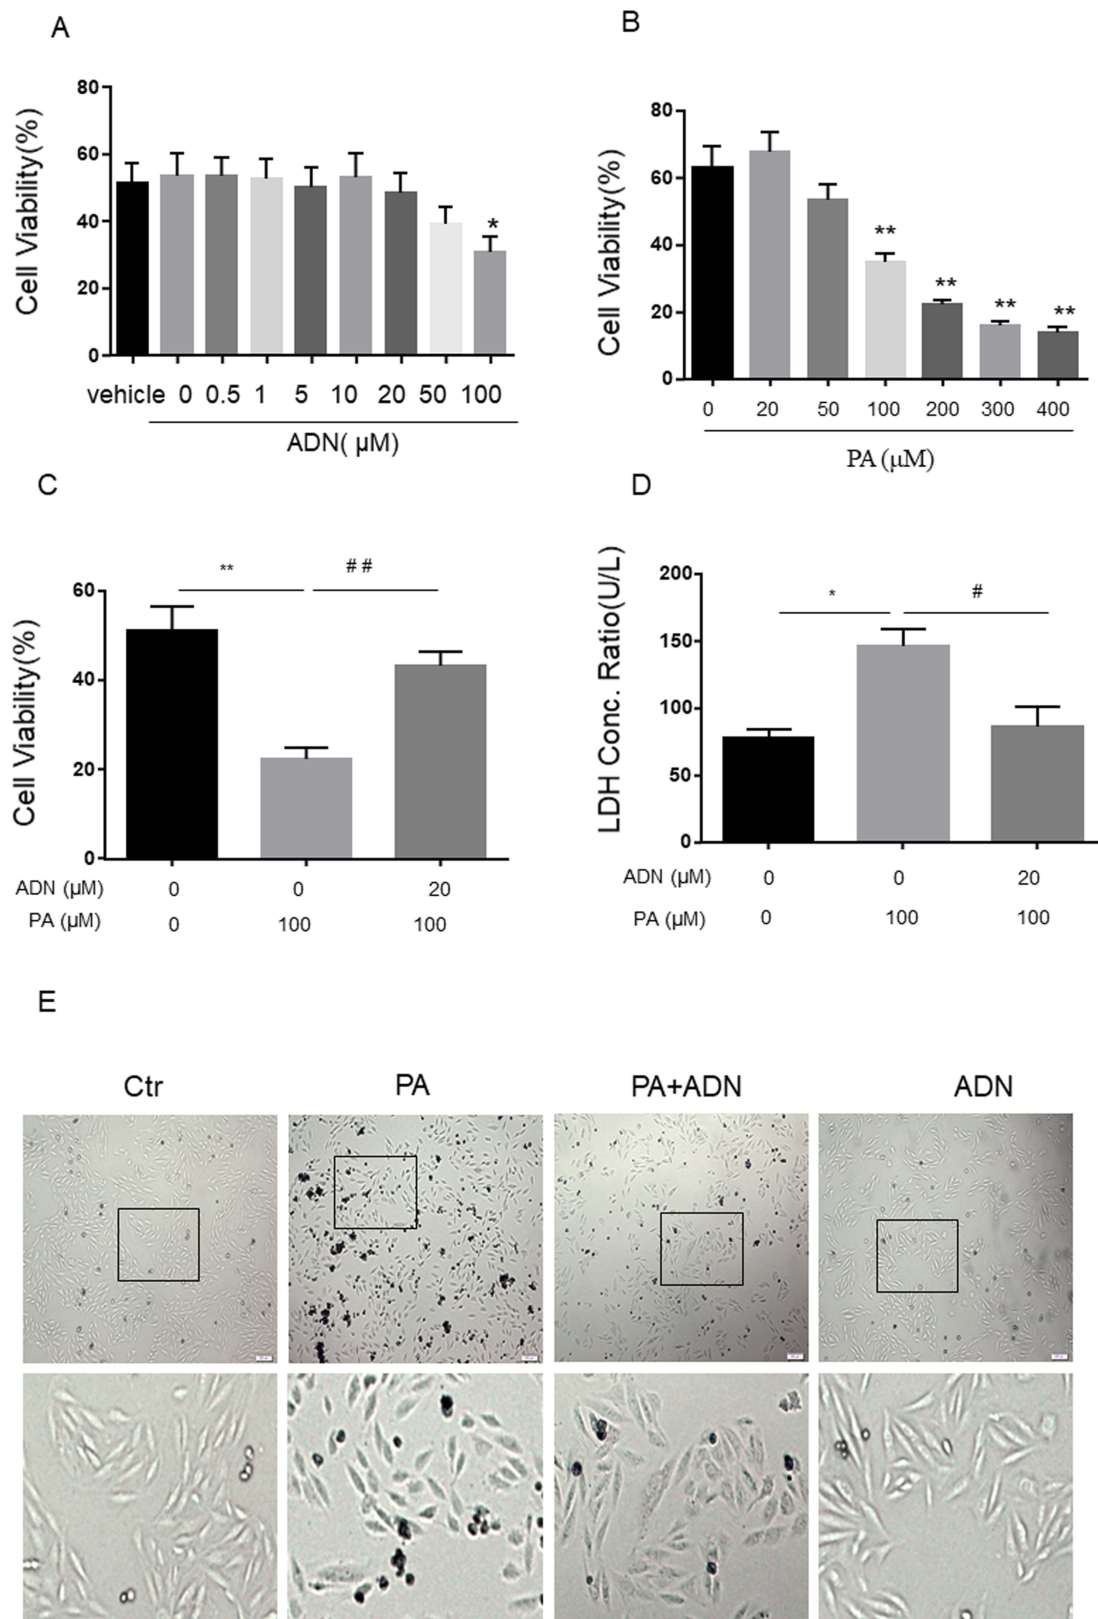 A
B
Cell Viability(%)
80
60
40
20
0
*
vehicle 0 0.5 1 5 10 20 50 100
ADN( μM)
Cell Viability(%)
80
60
40
20
0
** ** ** **
0 20 50 100 200 300 400
PA (μM)
C
D
Cell Viability(%)
60
40
20
0
** # #
ADN (μM) 0 0 20
PA (μM) 0 100 100
LDH Conc. Ratio(U/L)
200
150
100
50
0
* #
ADN (μM) 0 0 20
PA (μM) 0 100 100
E
Ctr PA PA+ADN ADN